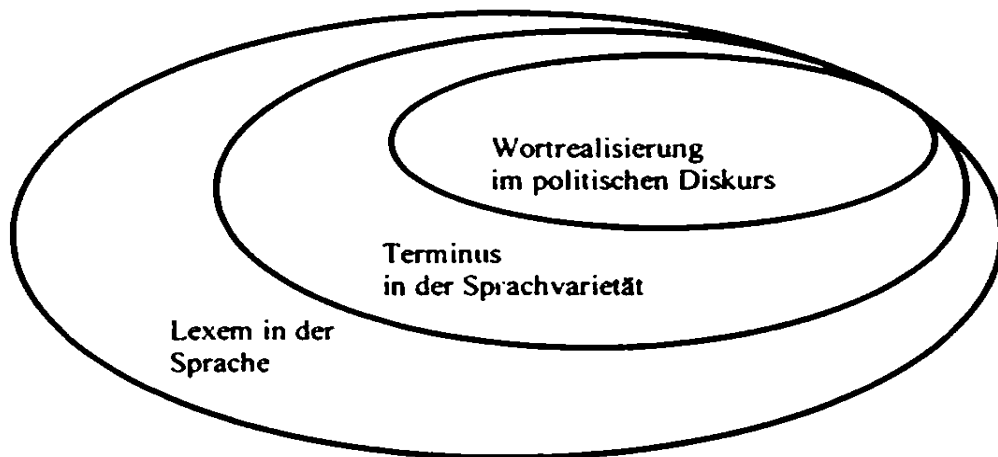 Wortrealisierung
im politischen Diskurs
Terminus
in der Sprachvarietät
Lexem in der
Sprache